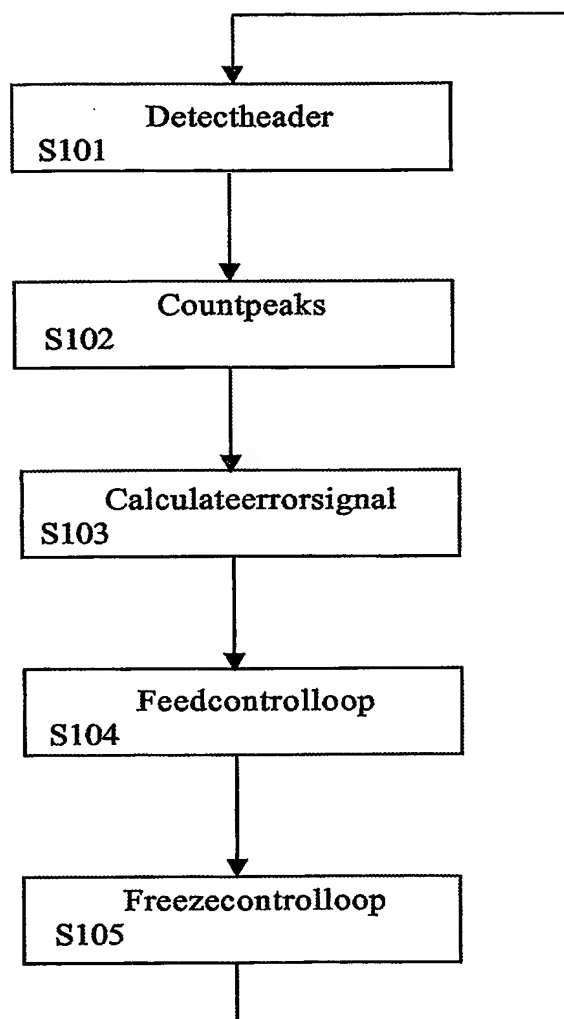 Detectheader
S101
Countpeaks
S102
Calculateerrorsignal
S103
Feedcontrolloop
S104
Freezecontrolloop
S105